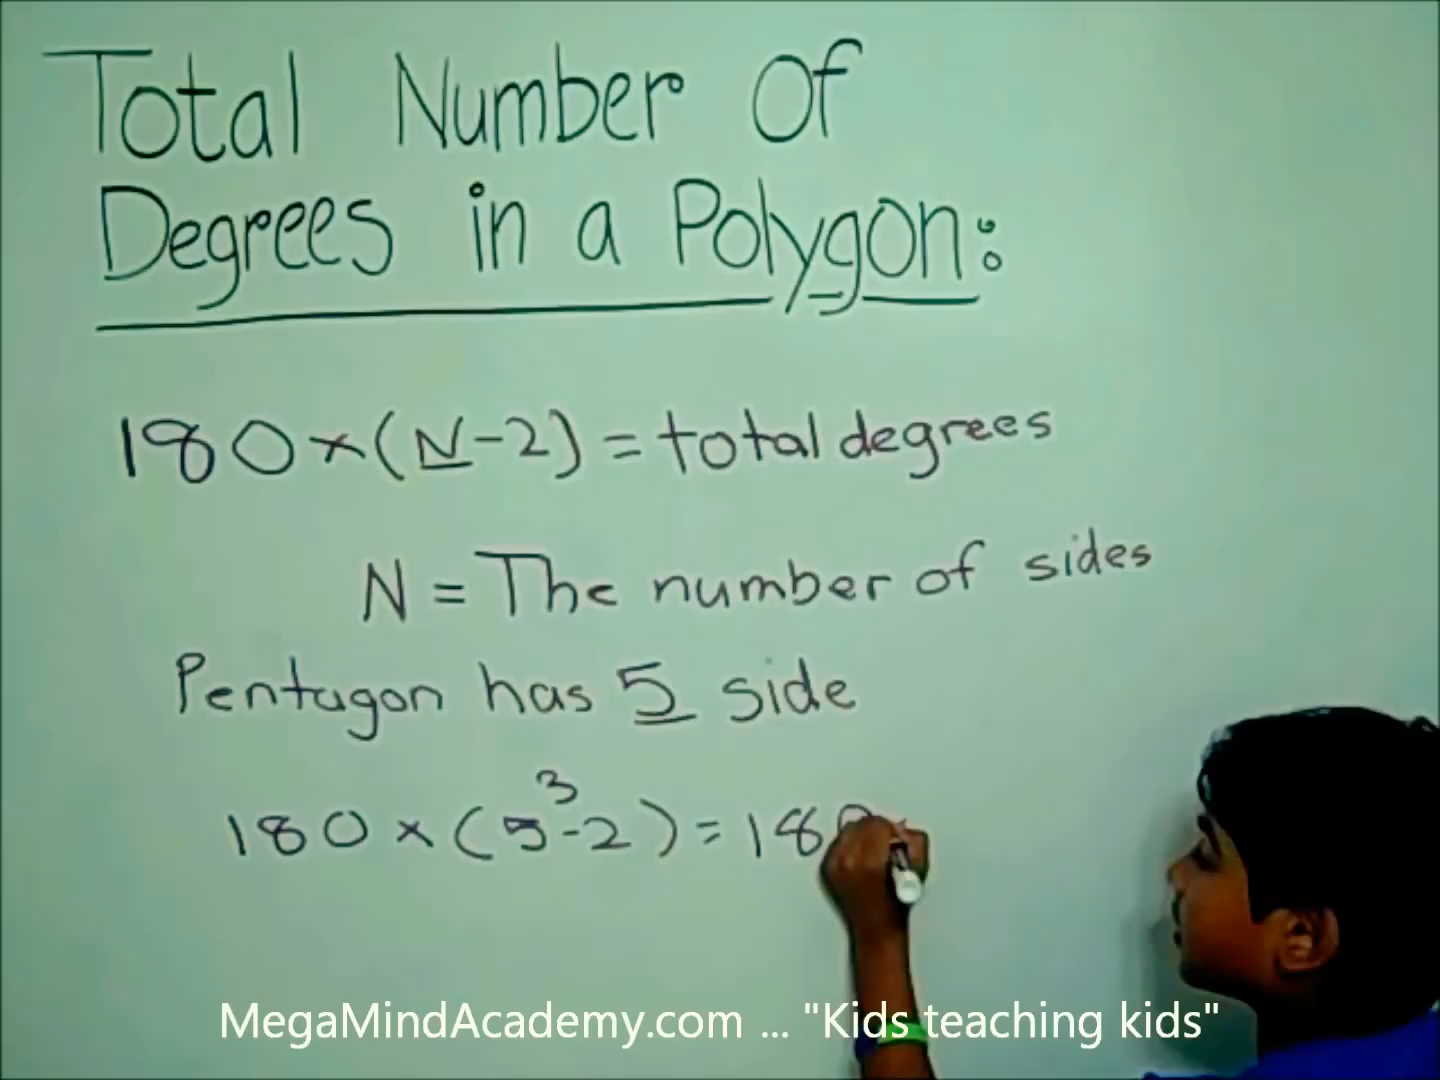 Total Number Of
Degrees in a Polygon:
180 × (N - 2) = total degrees
N = The number of sides
Pentagon has 5 side
3
180 × (5 - 2) = 180
MegaMindAcademy.com ... "Kids teaching kids"